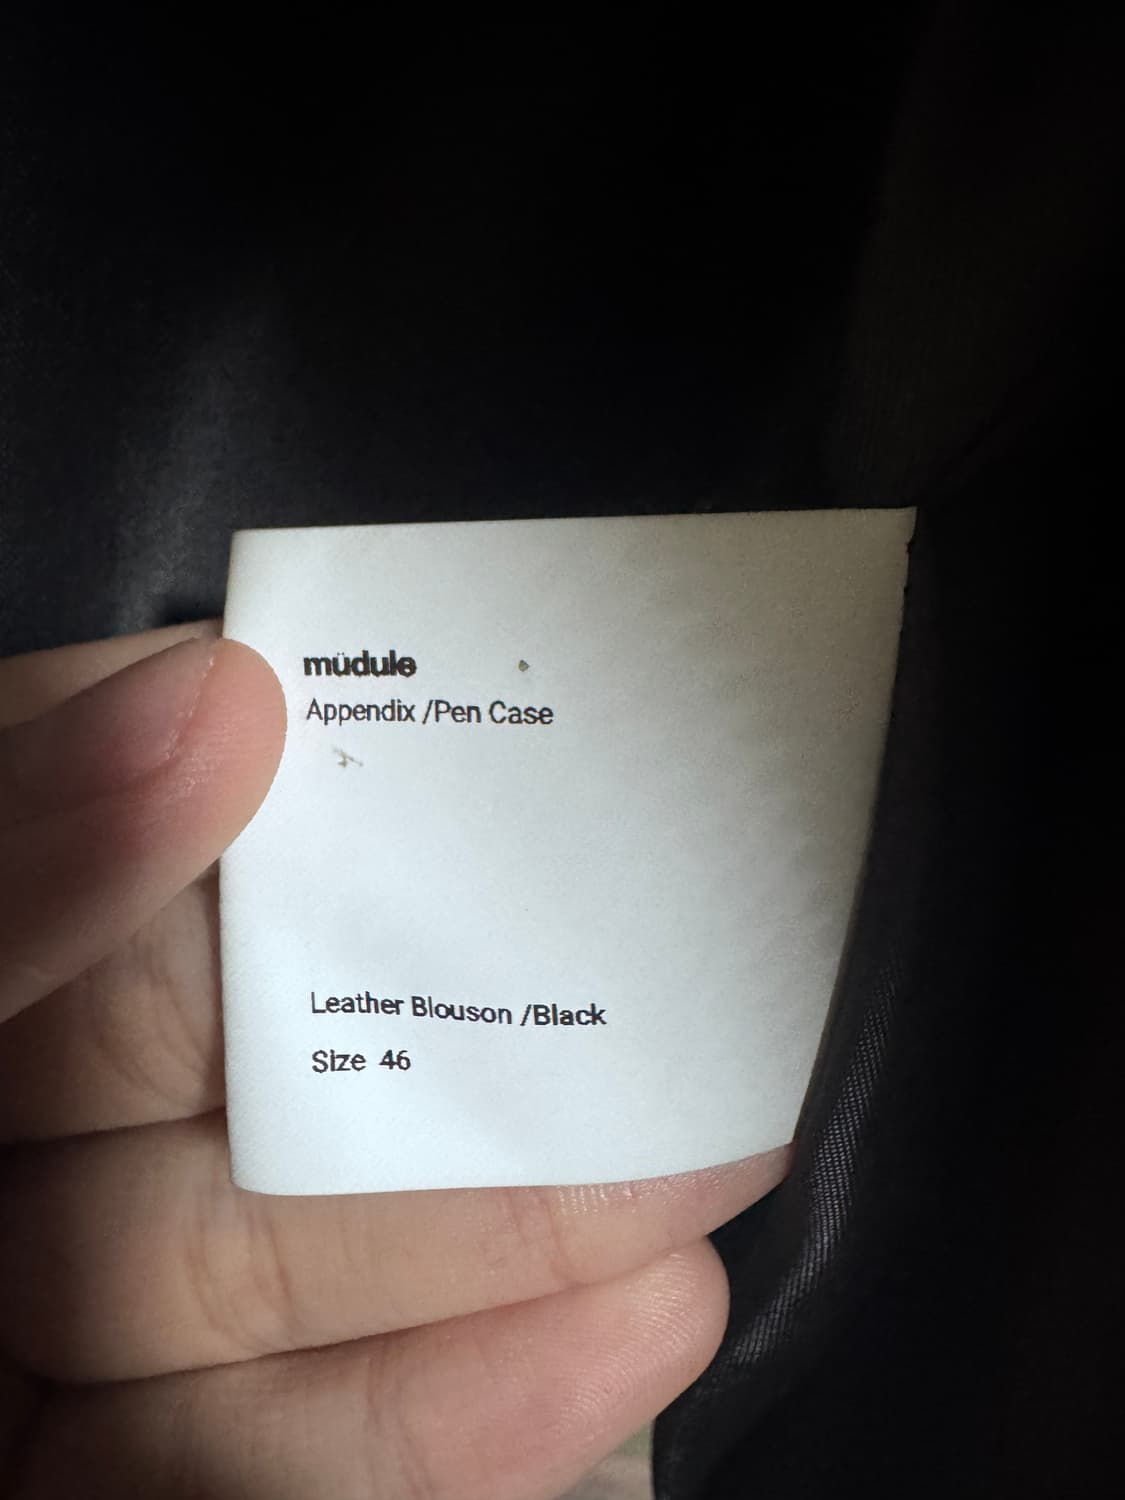 müdule
Appendix /Pen Case
Leather Blouson /Black
Size 46